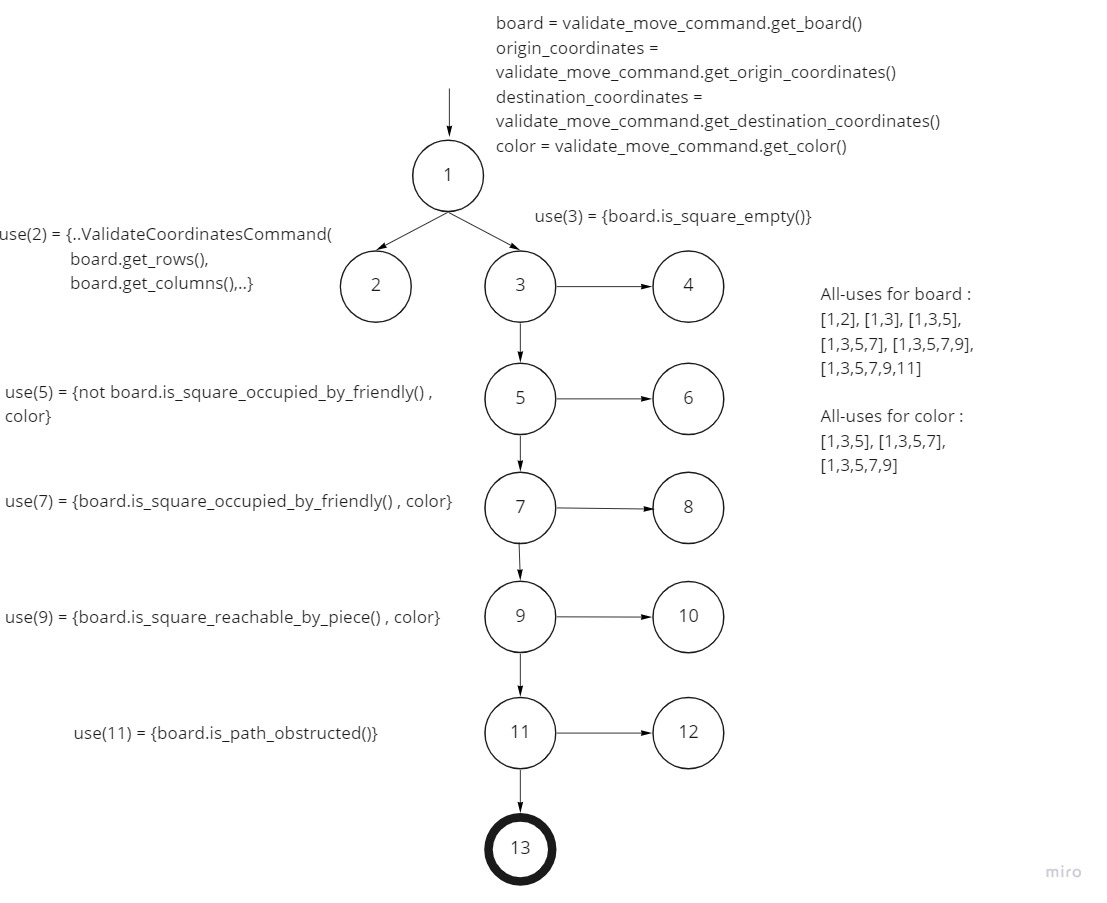 board = validate_move_command.get_board()
origin_coordinates =
validate_move_command.get_origin_coordinates()
destination_coordinates =
validate_move_command.get_destination_coordinates()
color = validate_move_command.get_color()
1
use(3) = {board.is_square_empty()}
use(2) = {..ValidateCoordinatesCommand(
board.get_rows(),
board.get_columns(),..}
2
3
4
All-uses for board :
[1,2], [1,3], [1,3,5],
[1,3,5,7], [1,3,5,7,9],
[1,3,5,7,9,11]
use(5) = {not board.is_square_occupied_by_friendly() ,
color}
5
6
All-uses for color :
[1,3,5], [1,3,5,7],
[1,3,5,7,9]
use(7) = {board.is_square_occupied_by_friendly() , color}
7
8
use(9) = {board.is_square_reachable_by_piece() , color}
9
10
use(11) = {board.is_path_obstructed()}
11
12
13
miro